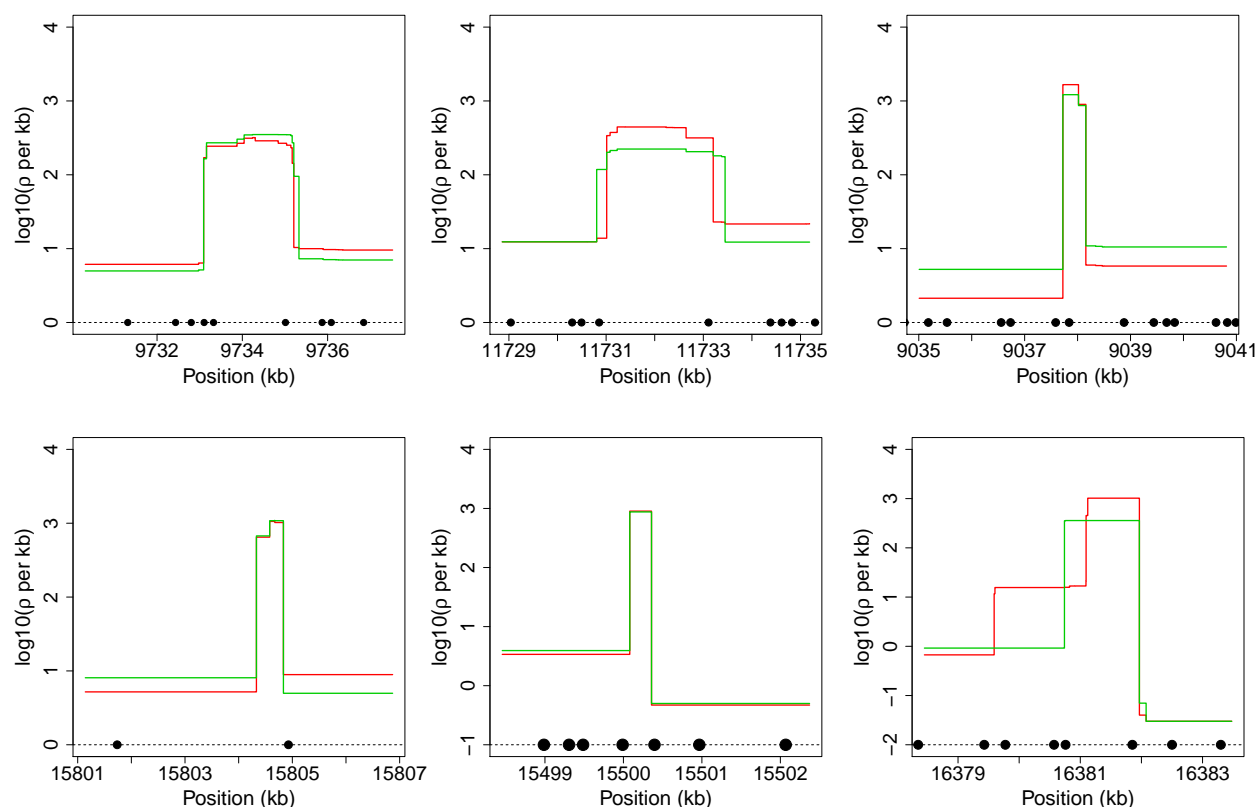 log10(ρ per kb)
4
3
2
1
0
9732 9734 9736
Position (kb)
log10(ρ per kb)
4
3
2
1
0
11729 11731 11733 11735
Position (kb)
log10(ρ per kb)
4
3
2
1
0
9035 9037 9039 9041
Position (kb)
log10(ρ per kb)
4
3
2
1
0
15801 15803 15805 15807
Position (kb)
log10(ρ per kb)
4
3
2
1
0
−1
15499 15500 15501 15502
Position (kb)
log10(ρ per kb)
4
3
2
1
0
−1
−2
16379 16381 16383
Position (kb)